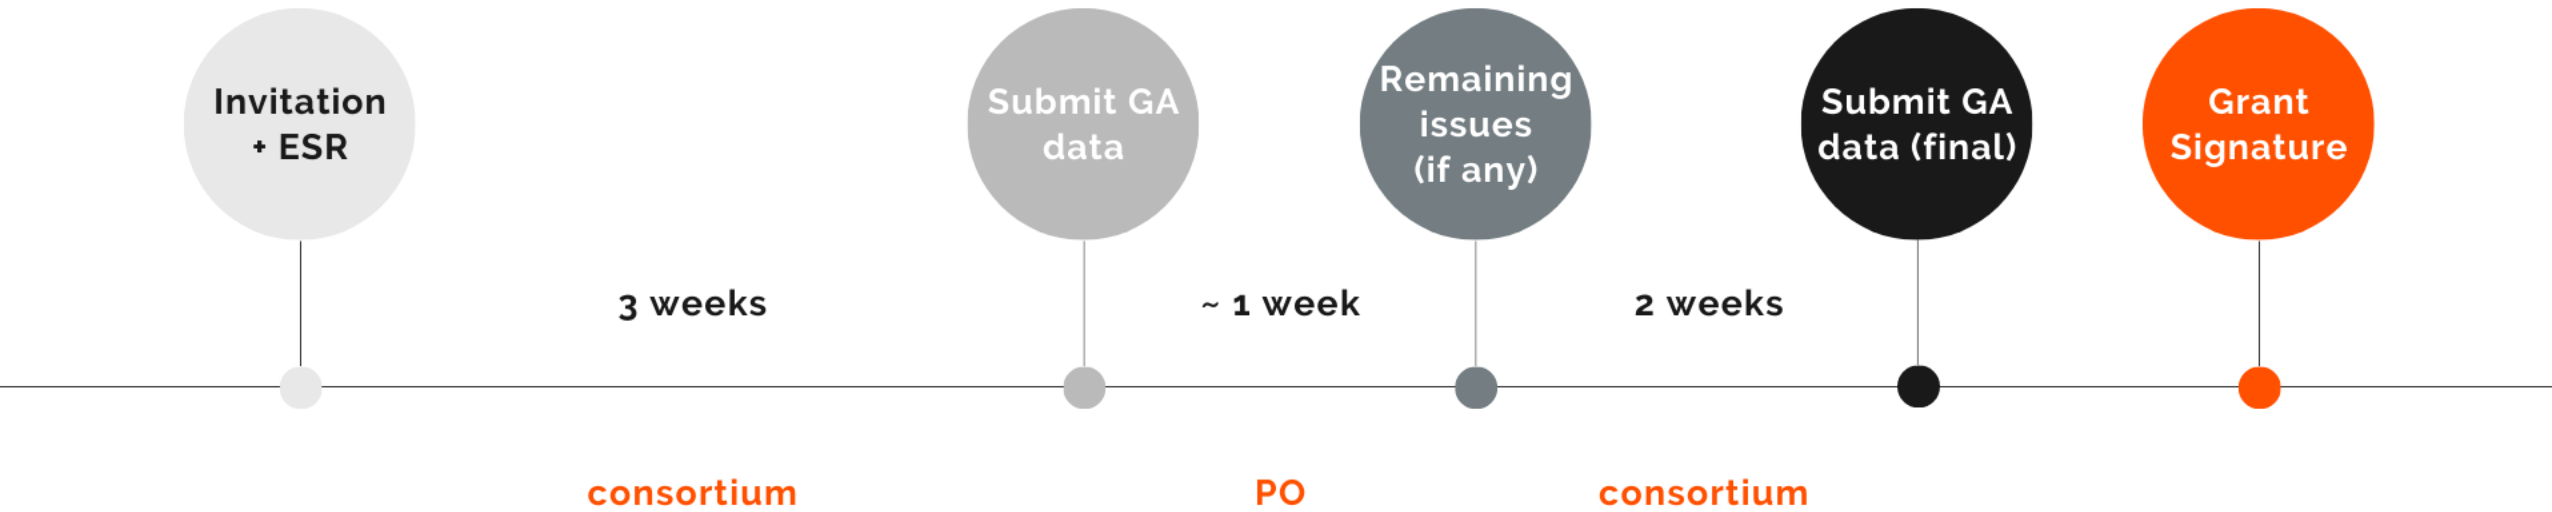 Invitation
+ ESR
Submit GA
data
Remaining
issues
(if any)
Submit GA
data (final)
Grant
Signature
3 weeks
~ 1 week
2 weeks
consortium
PO
consortium